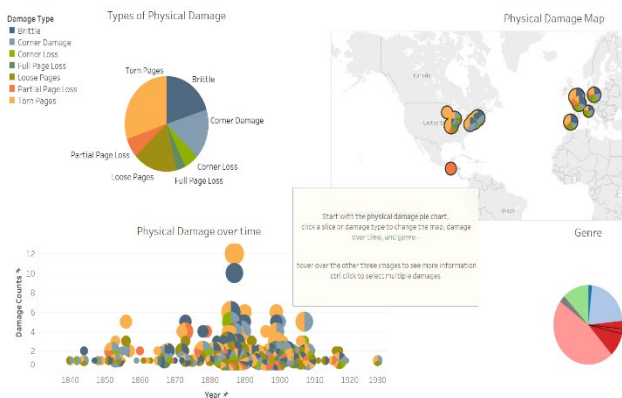 Damage Type
Brittle
Corner Damage
Corner Loss
Full Page Loss
Loose Pages
Partial Page Loss
Torn Pages
Types of Physical Damage
Torn Pages
Brittle
Corner Damage
Partial Page Loss
Corner Loss
Loose Pages
Full Page Loss
Physical Damage Map
Canada
United
Brazil
Start with the physical damage pie chart.
click a slice or damage type to change the map, damage
over time, and genre
hover over the other three images to see more information
ctrl click to select multiple damages
Physical Damage over time
Damage Counts
12
10
8
6
4
2
0
1840 1850 1860 1870 1880 1890 1900 1910 1920 1930
Year
Genre